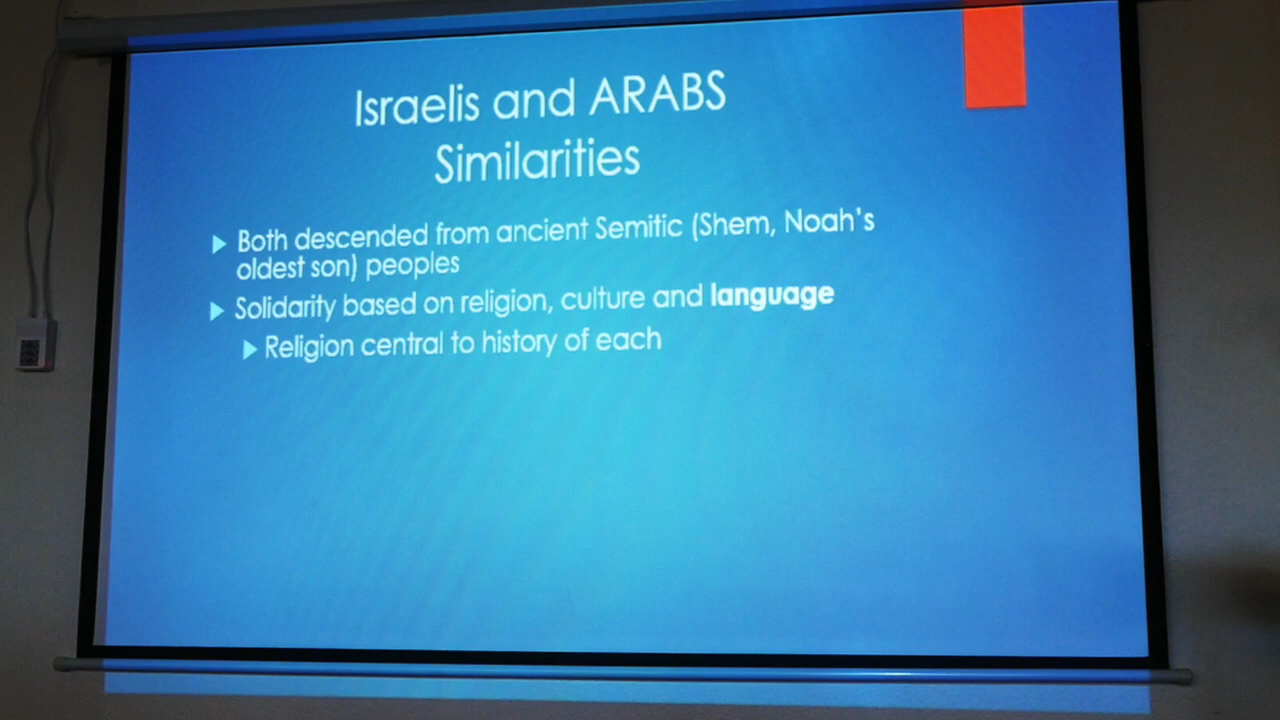 Israelis and ARABS
Similarities
Both descended from ancient Semitic (Shem, Noah's
oldest son) peoples
Solidarity based on religion, culture and language
Religion central to history of each